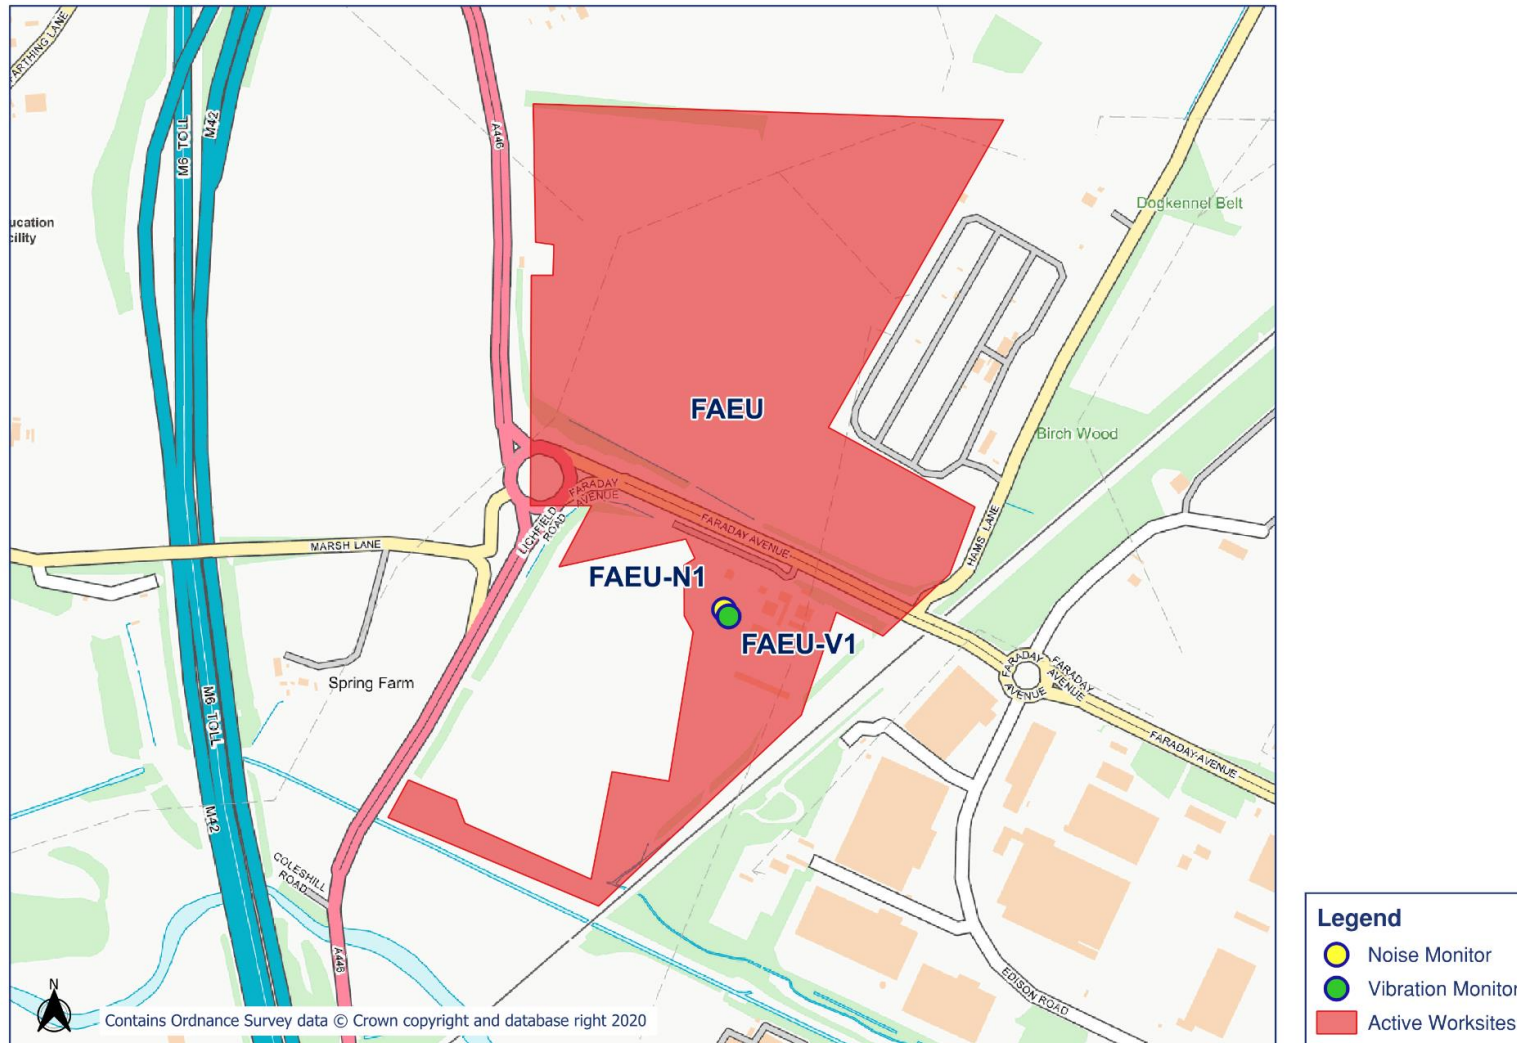 ARTHING LANE
M6 TOLL
M42
A446
ucation
cility
Dogkennel Belt
FAEU
Birch Wood
FARADAY
AVENUE
FARADAY AVENUE
LICHFIELD
ROAD
MARSH LANE
HAMS LANE
FAEU-N1
FAEU-V1
Spring Farm
FARADAY
AVENUE
FARADAY
AVENUE
M6 TOLL
FARADAY AVENUE
M42
COLESHILL
ROAD
A446
EDISON ROAD
N
Contains Ordnance Survey data © Crown copyright and database right 2020
Legend
Noise Monitor
Vibration Monitor
Active Worksites